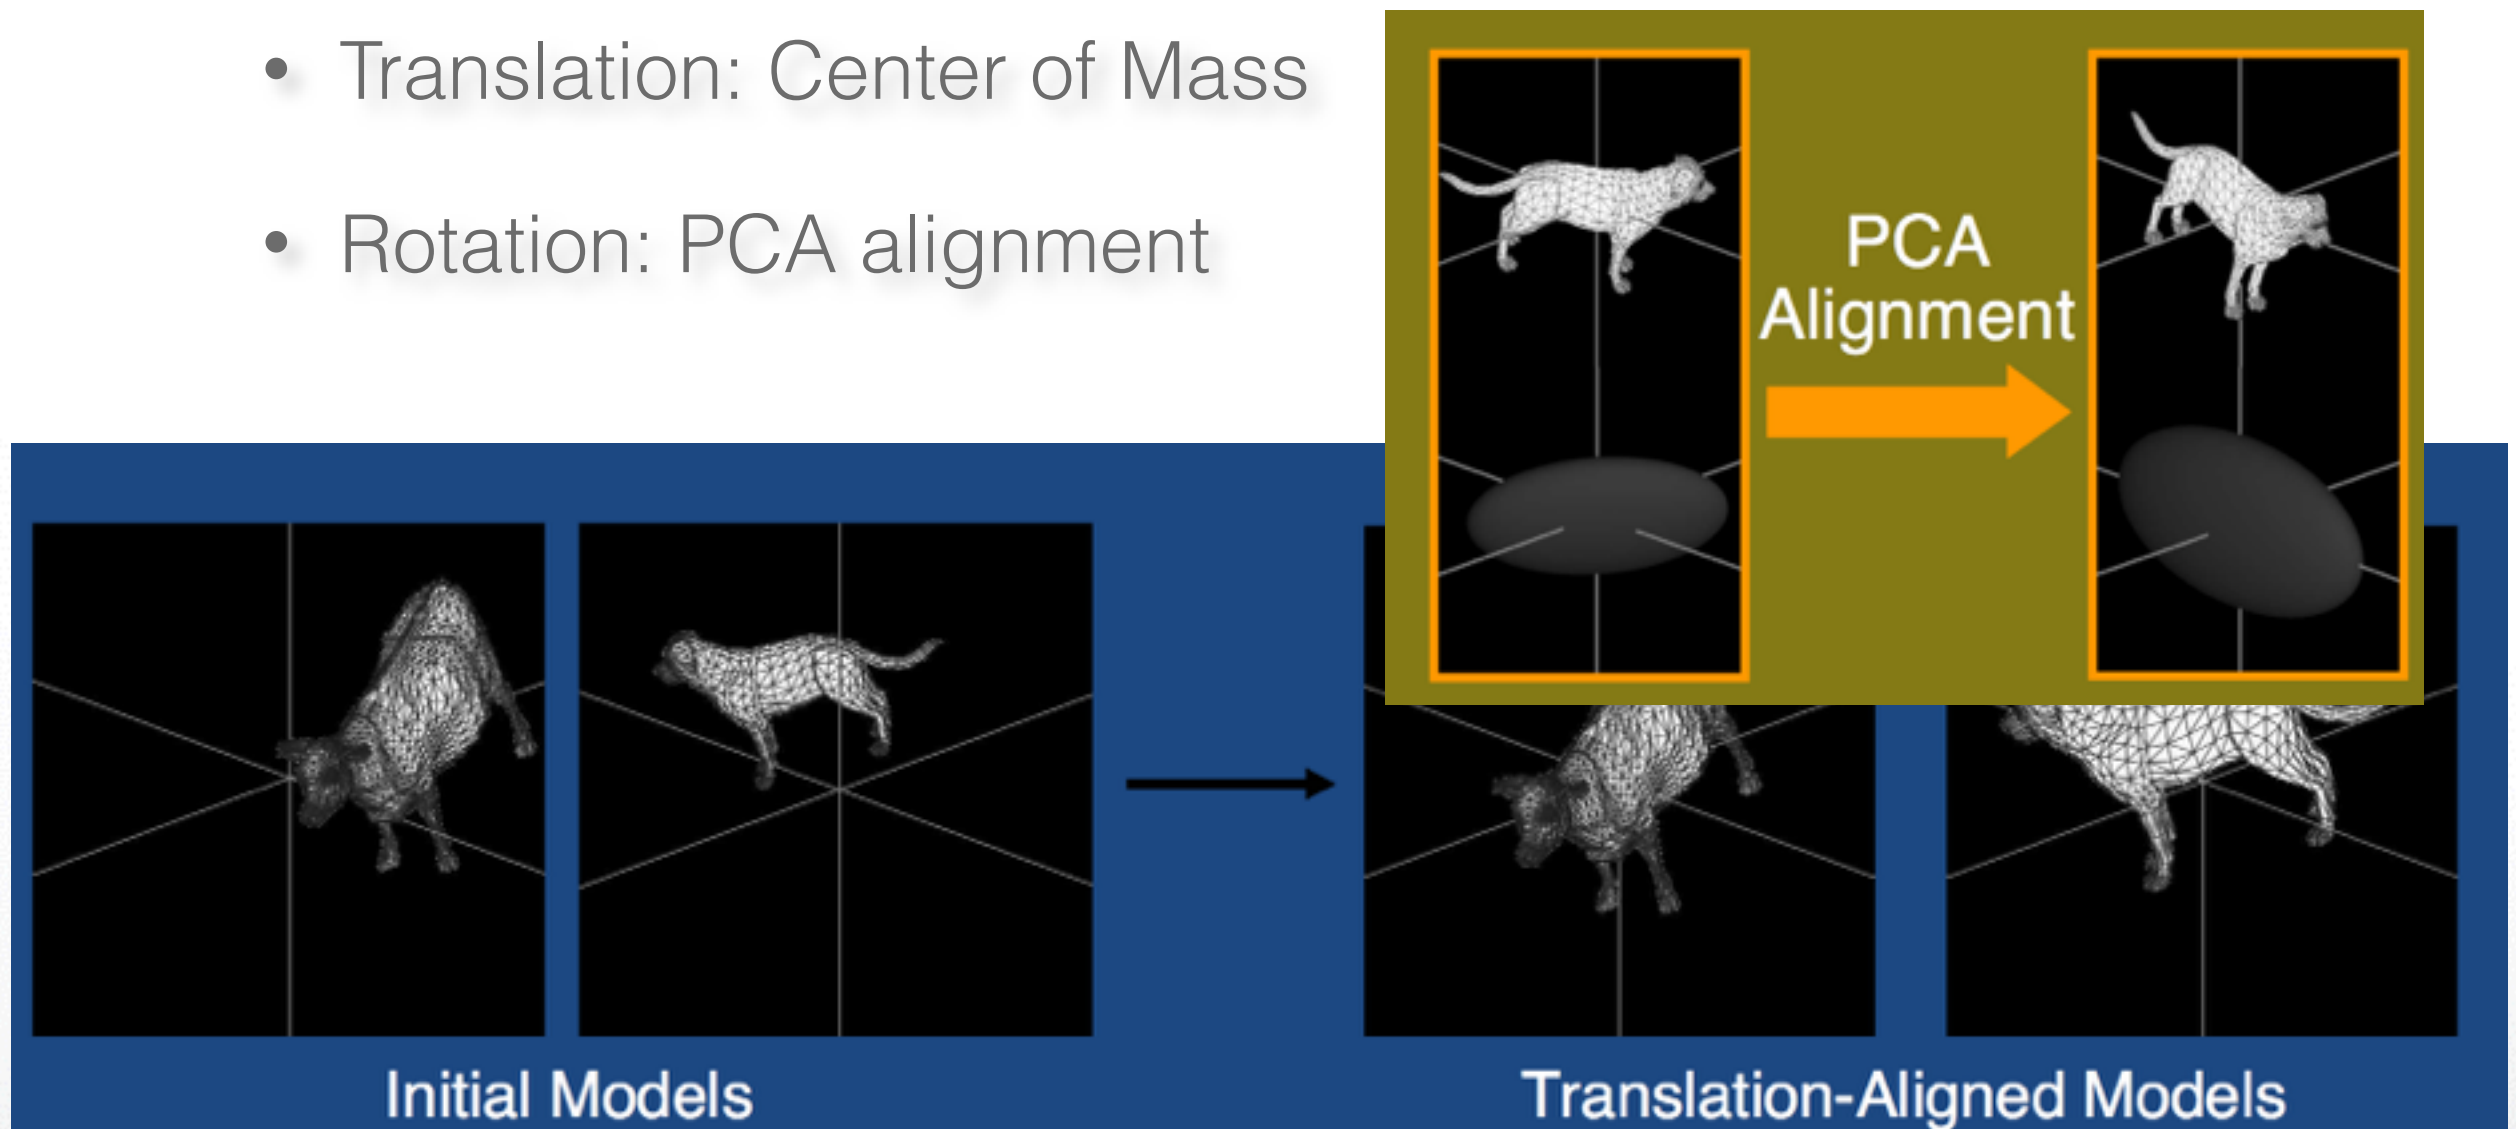 • Translation: Center of Mass
• Rotation: PCA alignment
PCA
Alignment
Initial Models
Translation-Aligned Models